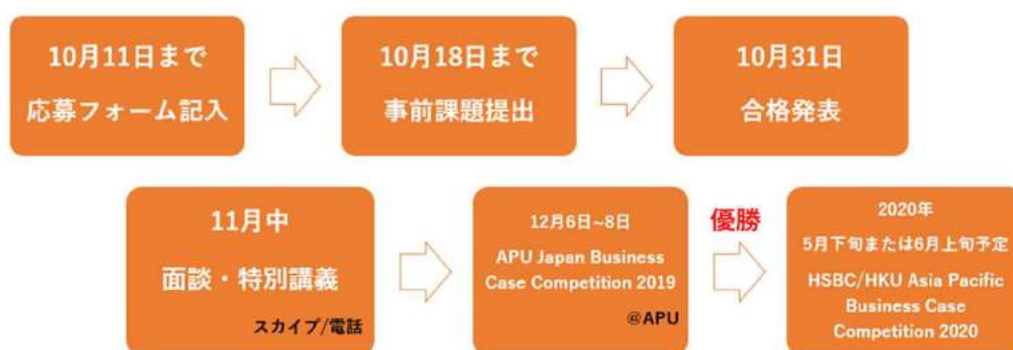 10月11日まで
応募フォーム記入
10月18日まで
事前課題提出
10月31日
合格発表
11月中
面談・特別講義
スカイプ/電話
12月6日~8日
APU Japan Business
Case Competition 2019
@APU
優勝
2020年
5月下旬または6月上旬予定
HSBC/HKU Asia Pacific
Business Case
Competition 2020